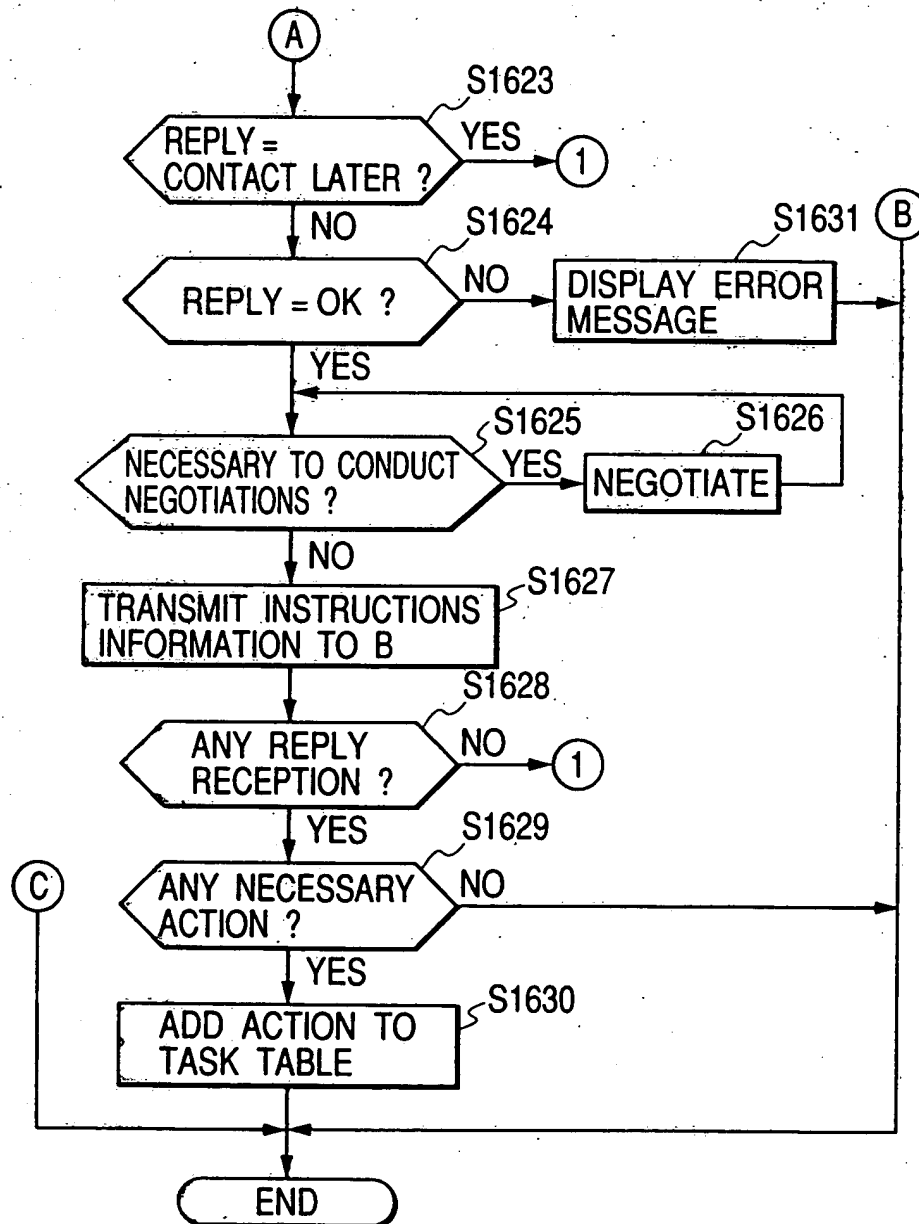 A
S1623
REPLY =
CONTACT LATER ?
YES
1
NO
S1624
S1631
B
REPLY = OK ?
NO
DISPLAY ERROR
MESSAGE
YES
S1625
S1626
NECESSARY TO CONDUCT
NEGOTIATIONS ?
YES
NEGOTIATE
NO
S1627
TRANSMIT INSTRUCTIONS
INFORMATION TO B
S1628
ANY REPLY
RECEPTION ?
NO
1
YES
S1629
C
ANY NECESSARY
ACTION ?
NO
YES
S1630
ADD ACTION TO
TASK TABLE
END